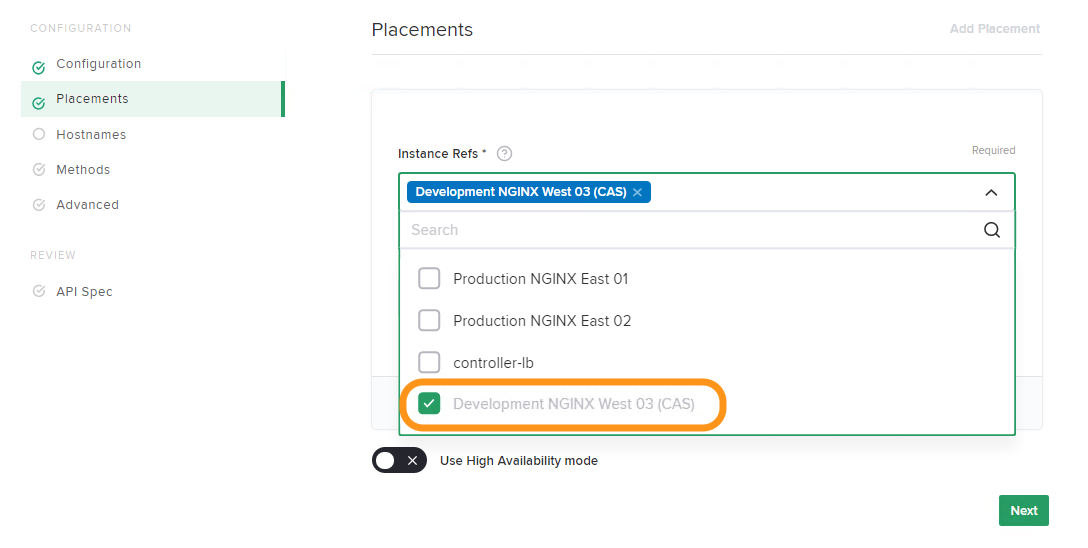 CONFIGURATION
Configuration
Placements
Hostnames
Methods
Advanced
REVIEW
API Spec
Placements
Add Placement
Instance Refs *
Required
Development NGINX West 03 (CAS)
Search
Production NGINX East 01
Production NGINX East 02
controller-lb
Development NGINX West 03 (CAS)
Use High Availability mode
Next